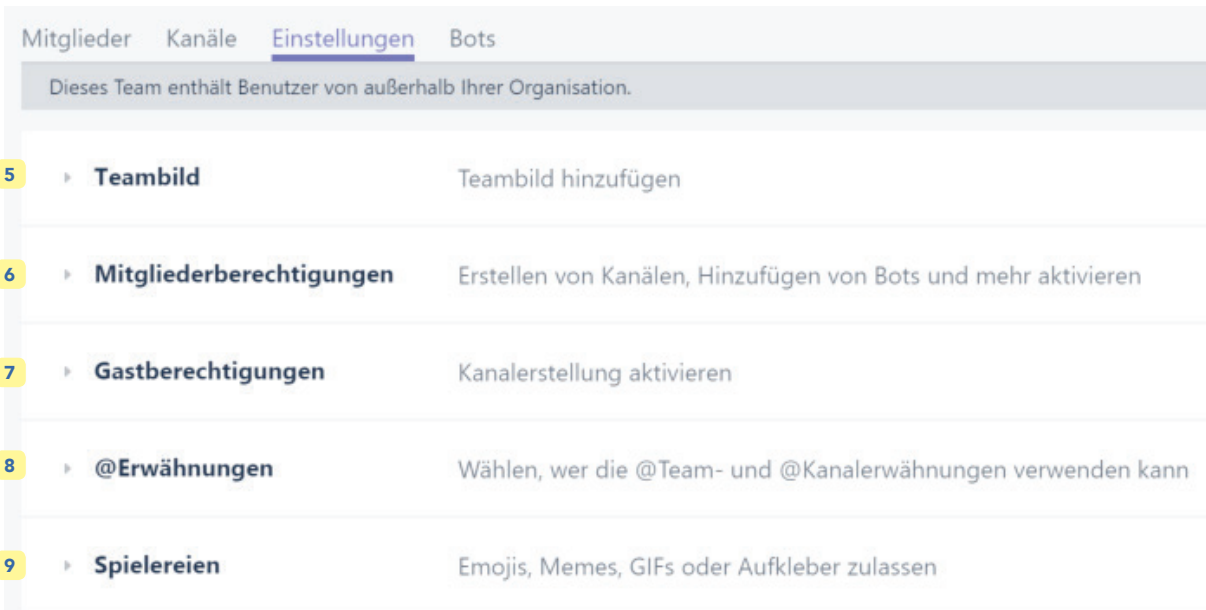 Mitglieder Kanäle Einstellungen Bots
Dieses Team enthält Benutzer von außerhalb Ihrer Organisation.
5 Teambild Teambild hinzufügen
6 Mitgliederberechtigungen Erstellen von Kanälen, Hinzufügen von Bots und mehr aktivieren
7 Gastberechtigungen Kanalerstellung aktivieren
8 @Erwähnungen Wählen, wer die @Team- und @Kanalerwähnungen verwenden kann
9 Spielereien Emojis, Memes, GIFs oder Aufkleber zulassen